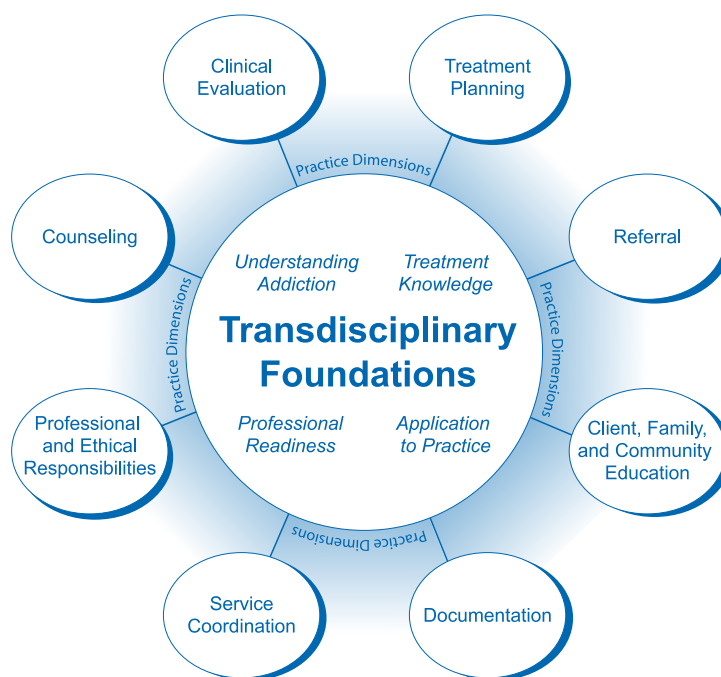 Clinical
Evaluation
Treatment
Planning
Practice Dimensions
Counseling
Referral
Understanding
Addiction
Treatment
Knowledge
Practice Dimensions
Practice Dimensions
Transdisciplinary
Foundations
Professional
Readiness
Application
to Practice
Professional
and Ethical
Responsibilities
Client, Family,
and Community
Education
Practice Dimensions
Service
Coordination
Documentation